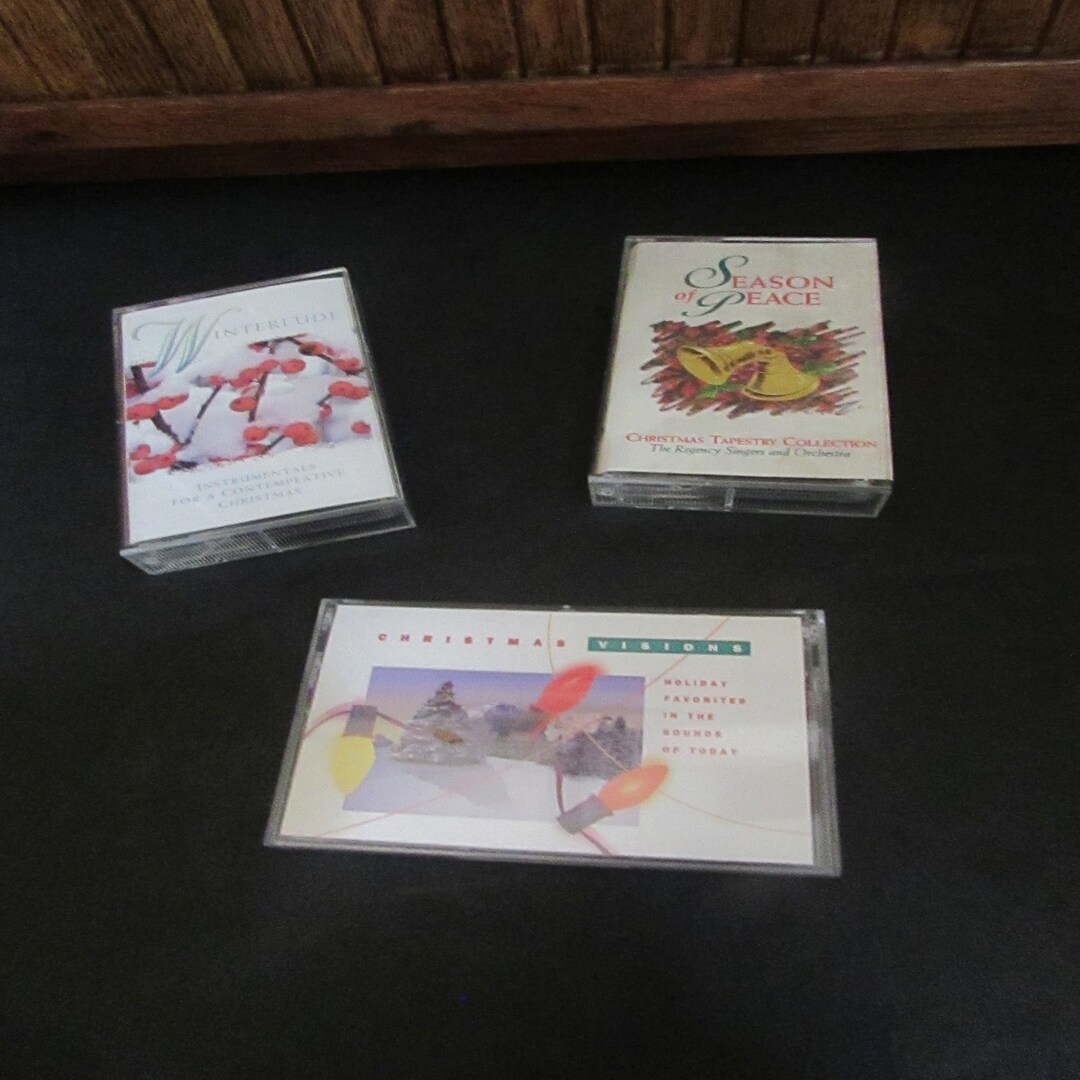 WINTERLUDE
INSTRUMENTALS
FOR A CONTEMPLATIVE
CHRISTMAS
SEASON
of PEACE
CHRISTMAS TAPESTRY COLLECTION
The Regency Singers and Orchestra
CHRISTMAS VISIONS
HOLIDAY
FAVORITES
IN THE
SOUNDS
OF TODAY